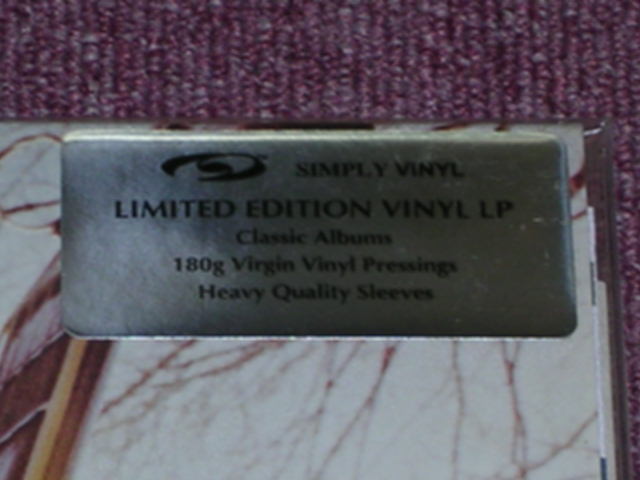 SIMPLY VINYL
LIMITED EDITION VINYL LP
Classic Albums
180g Virgin Vinyl Pressings
Heavy Quality Sleeves